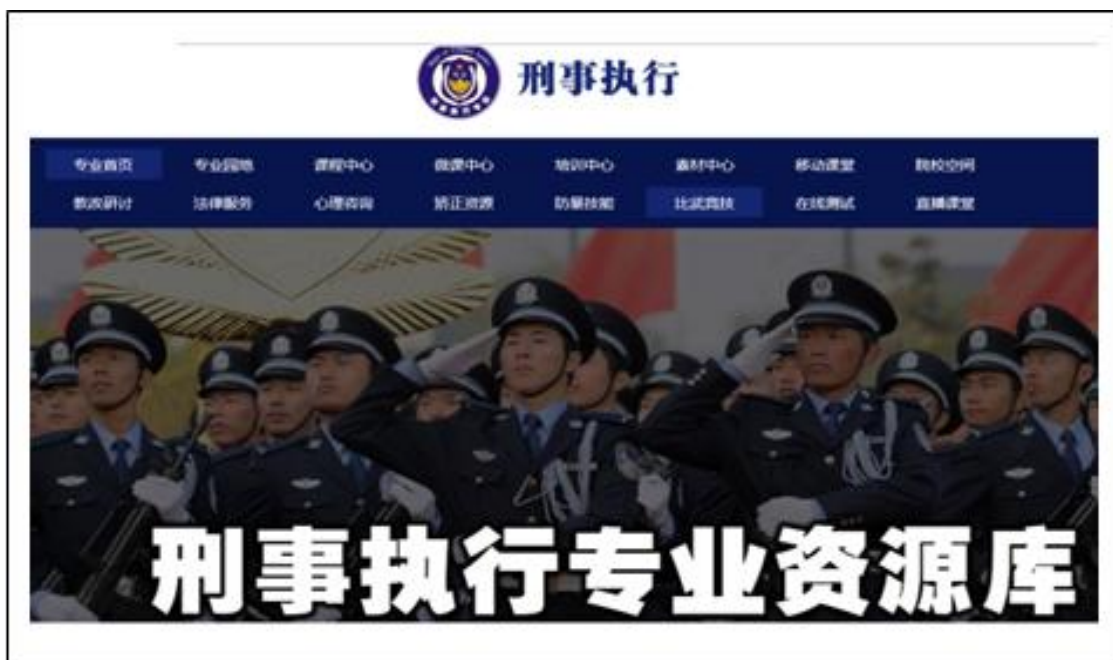 刑事执行
专业首页 专业园地 课程中心 微课中心 培训中心 素材中心 移动课堂 院校空间
教改研讨 法律服务 心理咨询 矫正资源 防暴技能 比武竞技 在线测试 直播课堂
刑事执行专业资源库